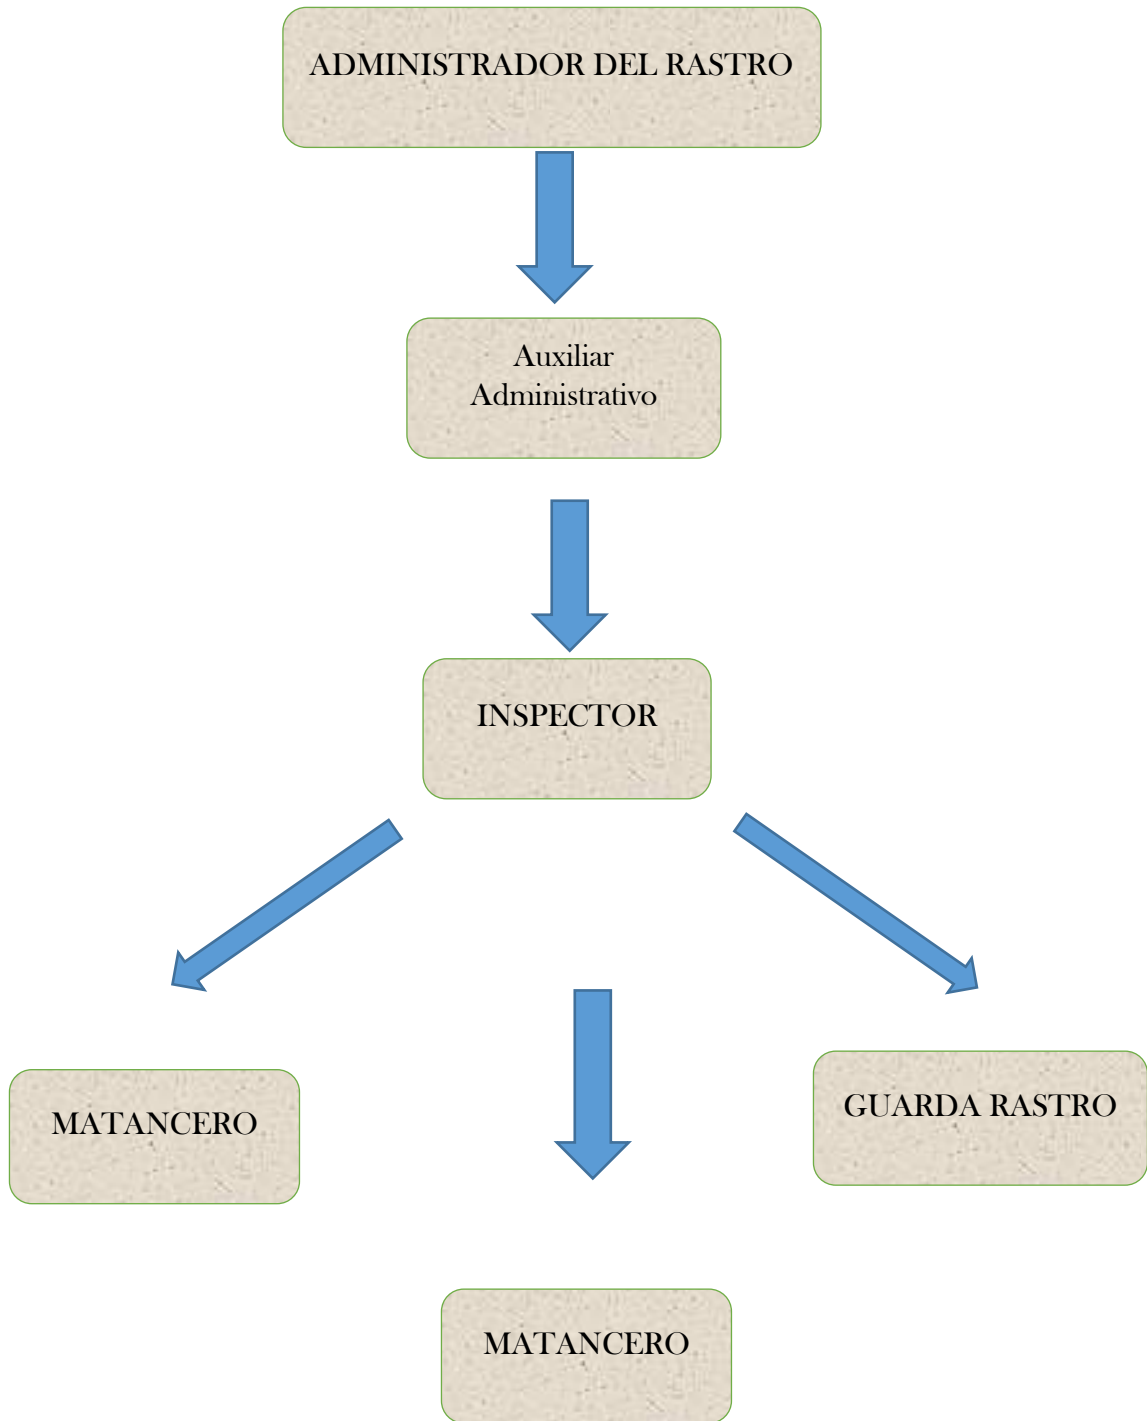 ADMINISTRADOR DEL RASTRO
Auxiliar
Administrativo
INSPECTOR
MATANCERO
GUARDA RASTRO
MATANCERO